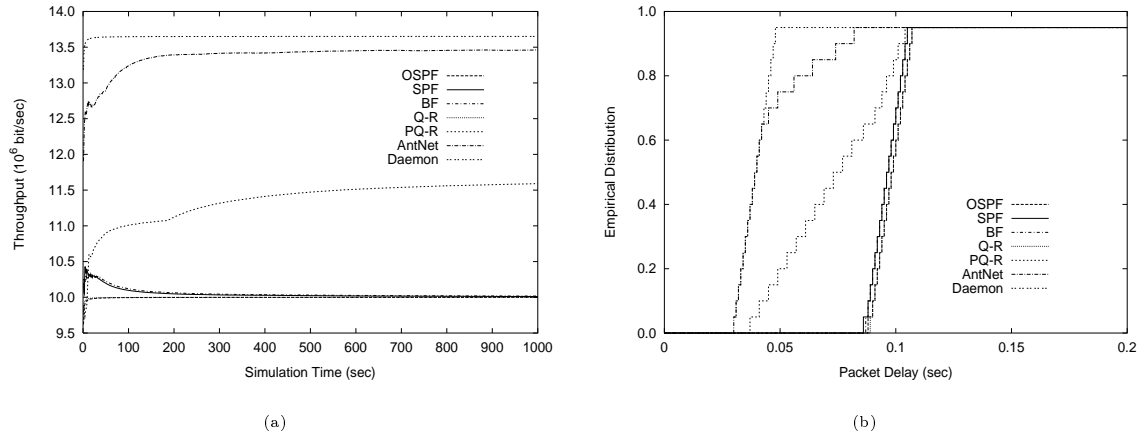 14.0
13.5
13.0
12.5
12.0
11.5
11.0
10.5
10.0
9.5
0 100 200 300 400 500 600 700 800 900 1000
Throughput (10^6 bit/sec)
Simulation Time (sec)
OSPF
SPF
BF
Q-R
PQ-R
AntNet
Daemon
(a)
1.0
0.8
0.6
0.4
0.2
0.0
0 0.05 0.1 0.15 0.2
Empirical Distribution
Packet Delay (sec)
OSPF
SPF
BF
Q-R
PQ-R
AntNet
Daemon
(b)